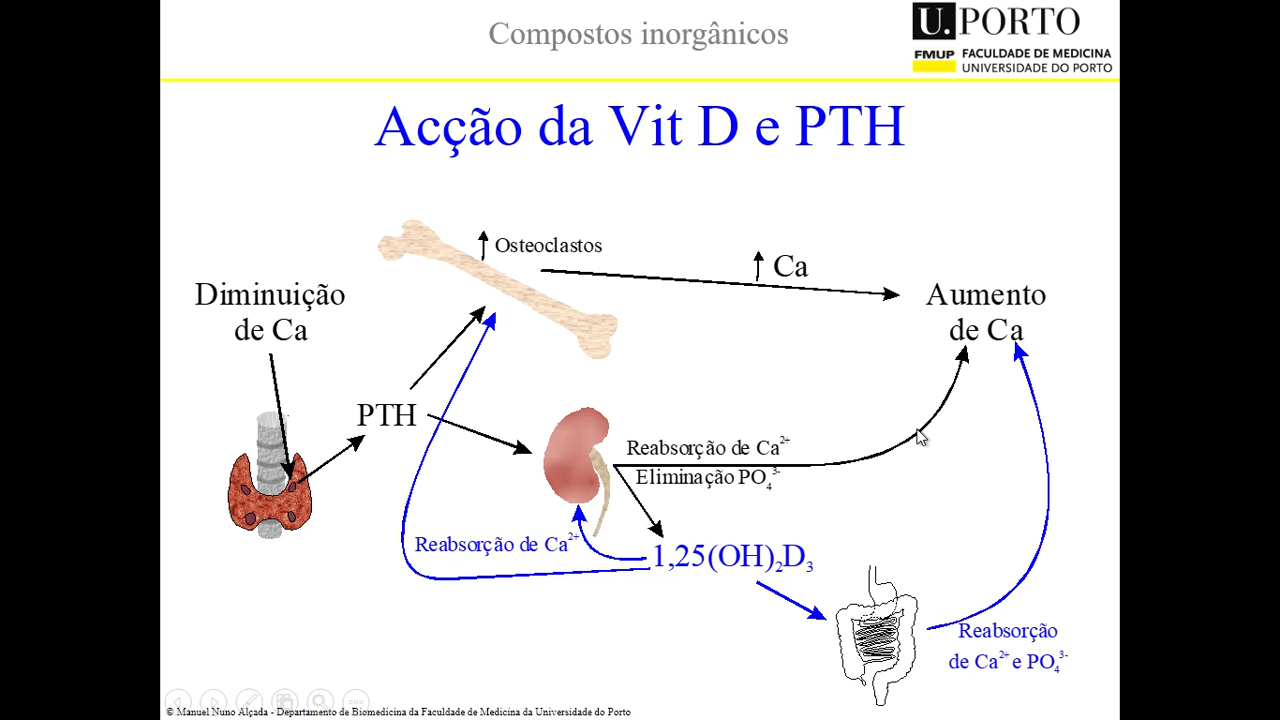 Compostos inorgânicos
U. PORTO
FMUP FACULDADE DE MEDICINA
UNIVERSIDADE DO PORTO
Acção da Vit D e PTH
Osteoclastos
Ca
Diminuição
de Ca
Aumento
de Ca
PTH
Reabsorção de Ca²⁺
Eliminação PO₄³⁻
Reabsorção de Ca²⁺
1,25(OH)₂D₃
Reabsorção
de Ca²⁺ e PO₄³⁻
© Manuel Nuno Alçada - Departamento de Biomedicina da Faculdade de Medicina da Universidade do Porto